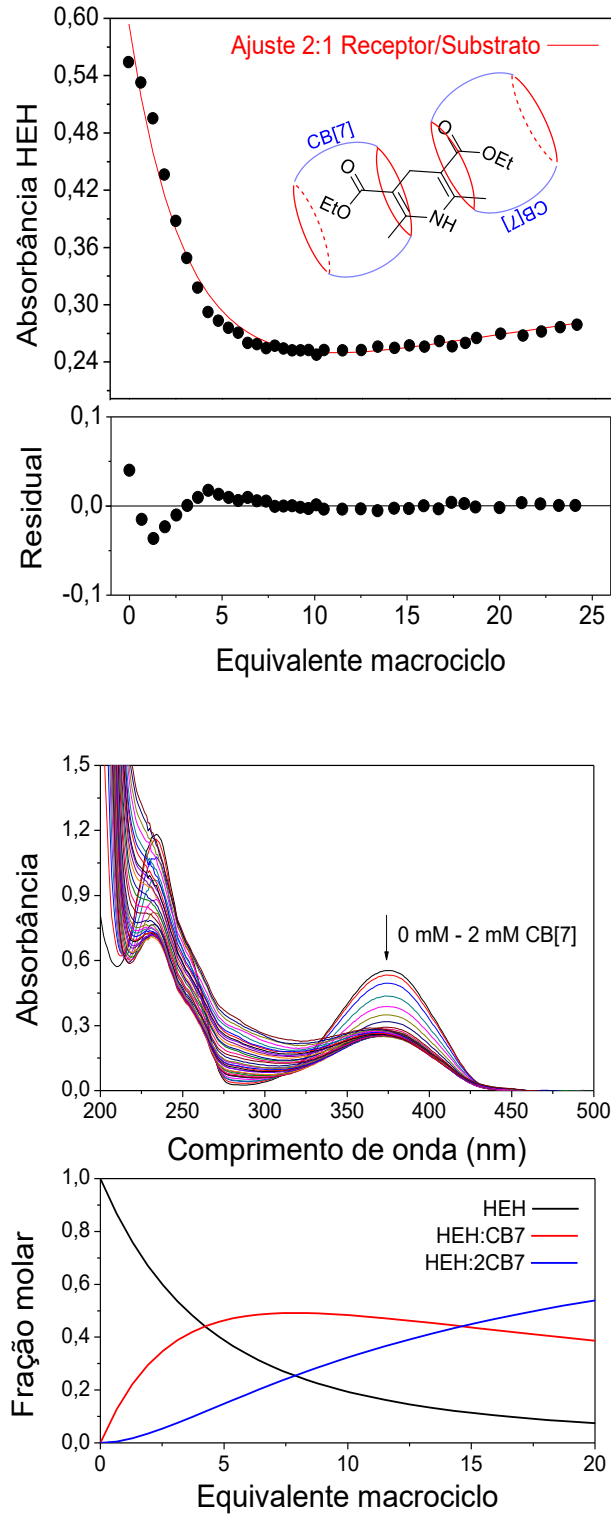 0,60
0,54
0,48
0,42
0,36
0,30
0,24
Absorbância HEH
Ajuste 2:1 Receptor/Substrato
CB[7]
O
EtO
NH
O
OEt
CB[7]
0,1
0,0
-0,1
Residual
0 5 10 15 20 25
Equivalente macrociclo
1,5
1,2
0,9
0,6
0,3
0,0
Absorbância
0 mM - 2 mM CB[7]
200 250 300 350 400 450 500
Comprimento de onda (nm)
1,0
0,8
0,6
0,4
0,2
0,0
Fração molar
HEH
HEH:CB7
HEH:2CB7
0 5 10 15 20
Equivalente macrociclo